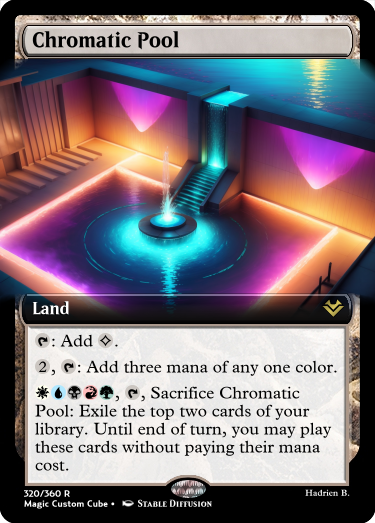 Chromatic Pool
Land
: Add .
2, : Add three mana of any one color.
, , Sacrifice Chromatic
Pool: Exile the top two cards of your
library. Until end of turn, you may play
these cards without paying their mana
cost.
320/360 R
Hadrien B.
Magic Custom Cube • Stable Diffusion